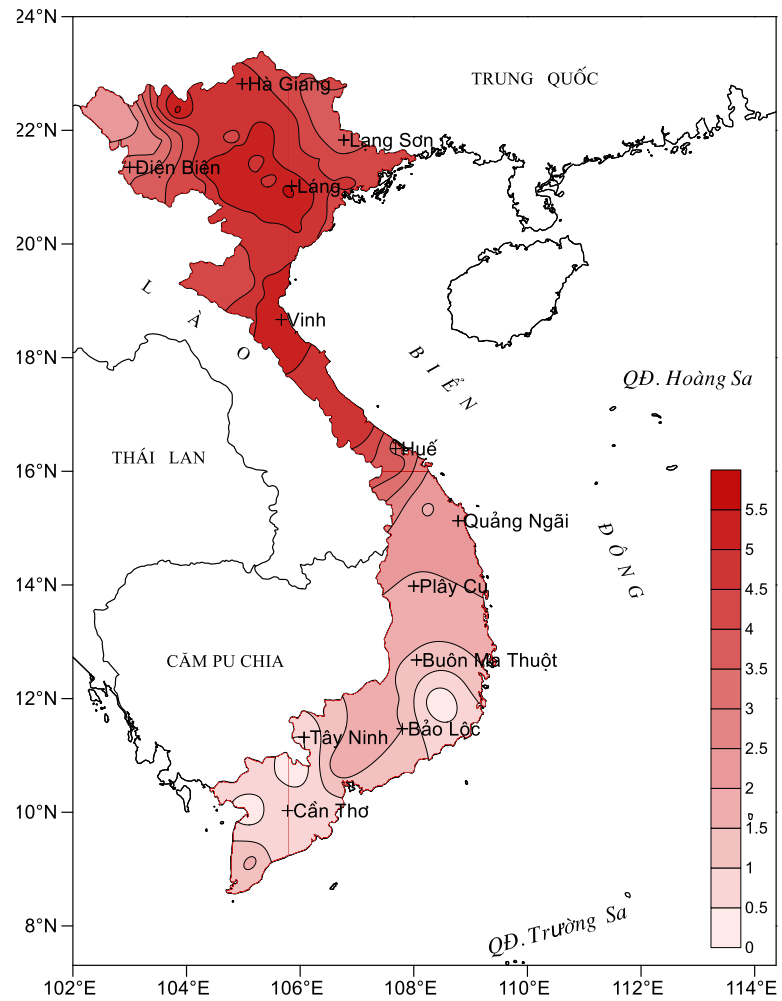 24°N
TRUNG QUỐC
Hà Giang
22°N
Lạng Sơn
Điện Biên
Láng
20°N
LÀO
Vinh
18°N
BIỂN
QĐ. Hoàng Sa
THÁI LAN
Huế
16°N
Quảng Ngãi
5.5
ĐÔNG
5
14°N
Plây Cu
4.5
4
CĂM PU CHIA
Buôn Ma Thuột
3.5
12°N
3
Bảo Lộc
Tây Ninh
2.5
2
10°N
Cần Thơ
1.5
1
0.5
8°N
QĐ. Trường Sa
0
102°E
104°E
106°E
108°E
110°E
112°E
114°E